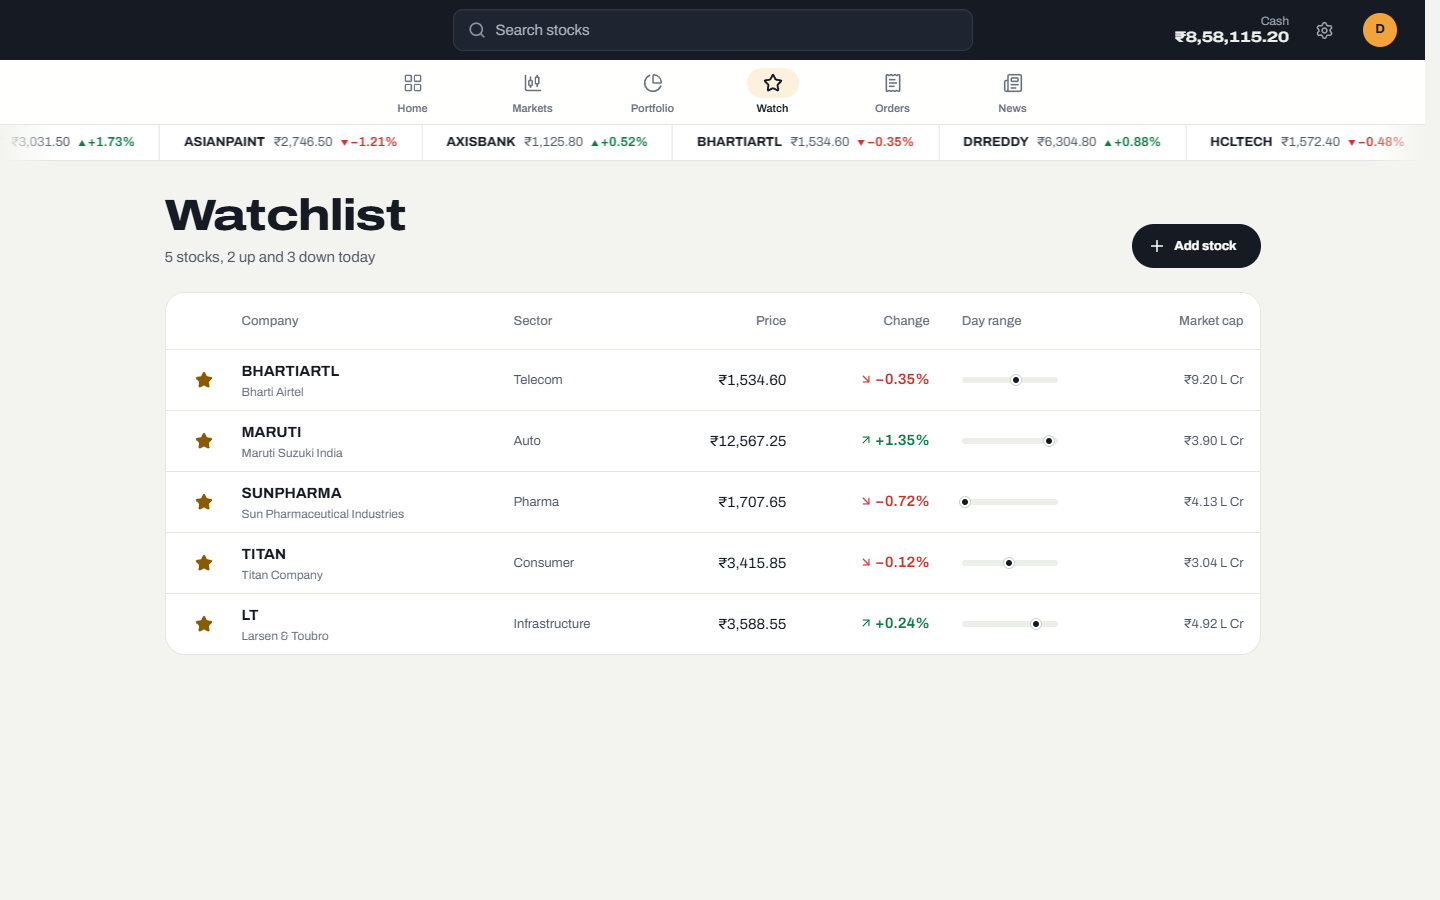 Search stocks
Cash
₹8,58,115.20
D
Home
Markets
Portfolio
Watch
Orders
News
₹3,031.50 ▲+1.73% ASIANPAINT ₹2,746.50 ▼−1.21% AXISBANK ₹1,125.80 ▲+0.52% BHARTIARTL ₹1,534.60 ▼−0.35% DRREDDY ₹6,304.80 ▲+0.88% HCLTECH ₹1,572.40 ▼−0.48%
Watchlist
5 stocks, 2 up and 3 down today
Add stock
Company Sector Price Change Day range Market cap
BHARTIARTL
Bharti Airtel
Telecom ₹1,534.60 −0.35% ₹9.20 L Cr
MARUTI
Maruti Suzuki India
Auto ₹12,567.25 +1.35% ₹3.90 L Cr
SUNPHARMA
Sun Pharmaceutical Industries
Pharma ₹1,707.65 −0.72% ₹4.13 L Cr
TITAN
Titan Company
Consumer ₹3,415.85 −0.12% ₹3.04 L Cr
LT
Larsen & Toubro
Infrastructure ₹3,588.55 +0.24% ₹4.92 L Cr